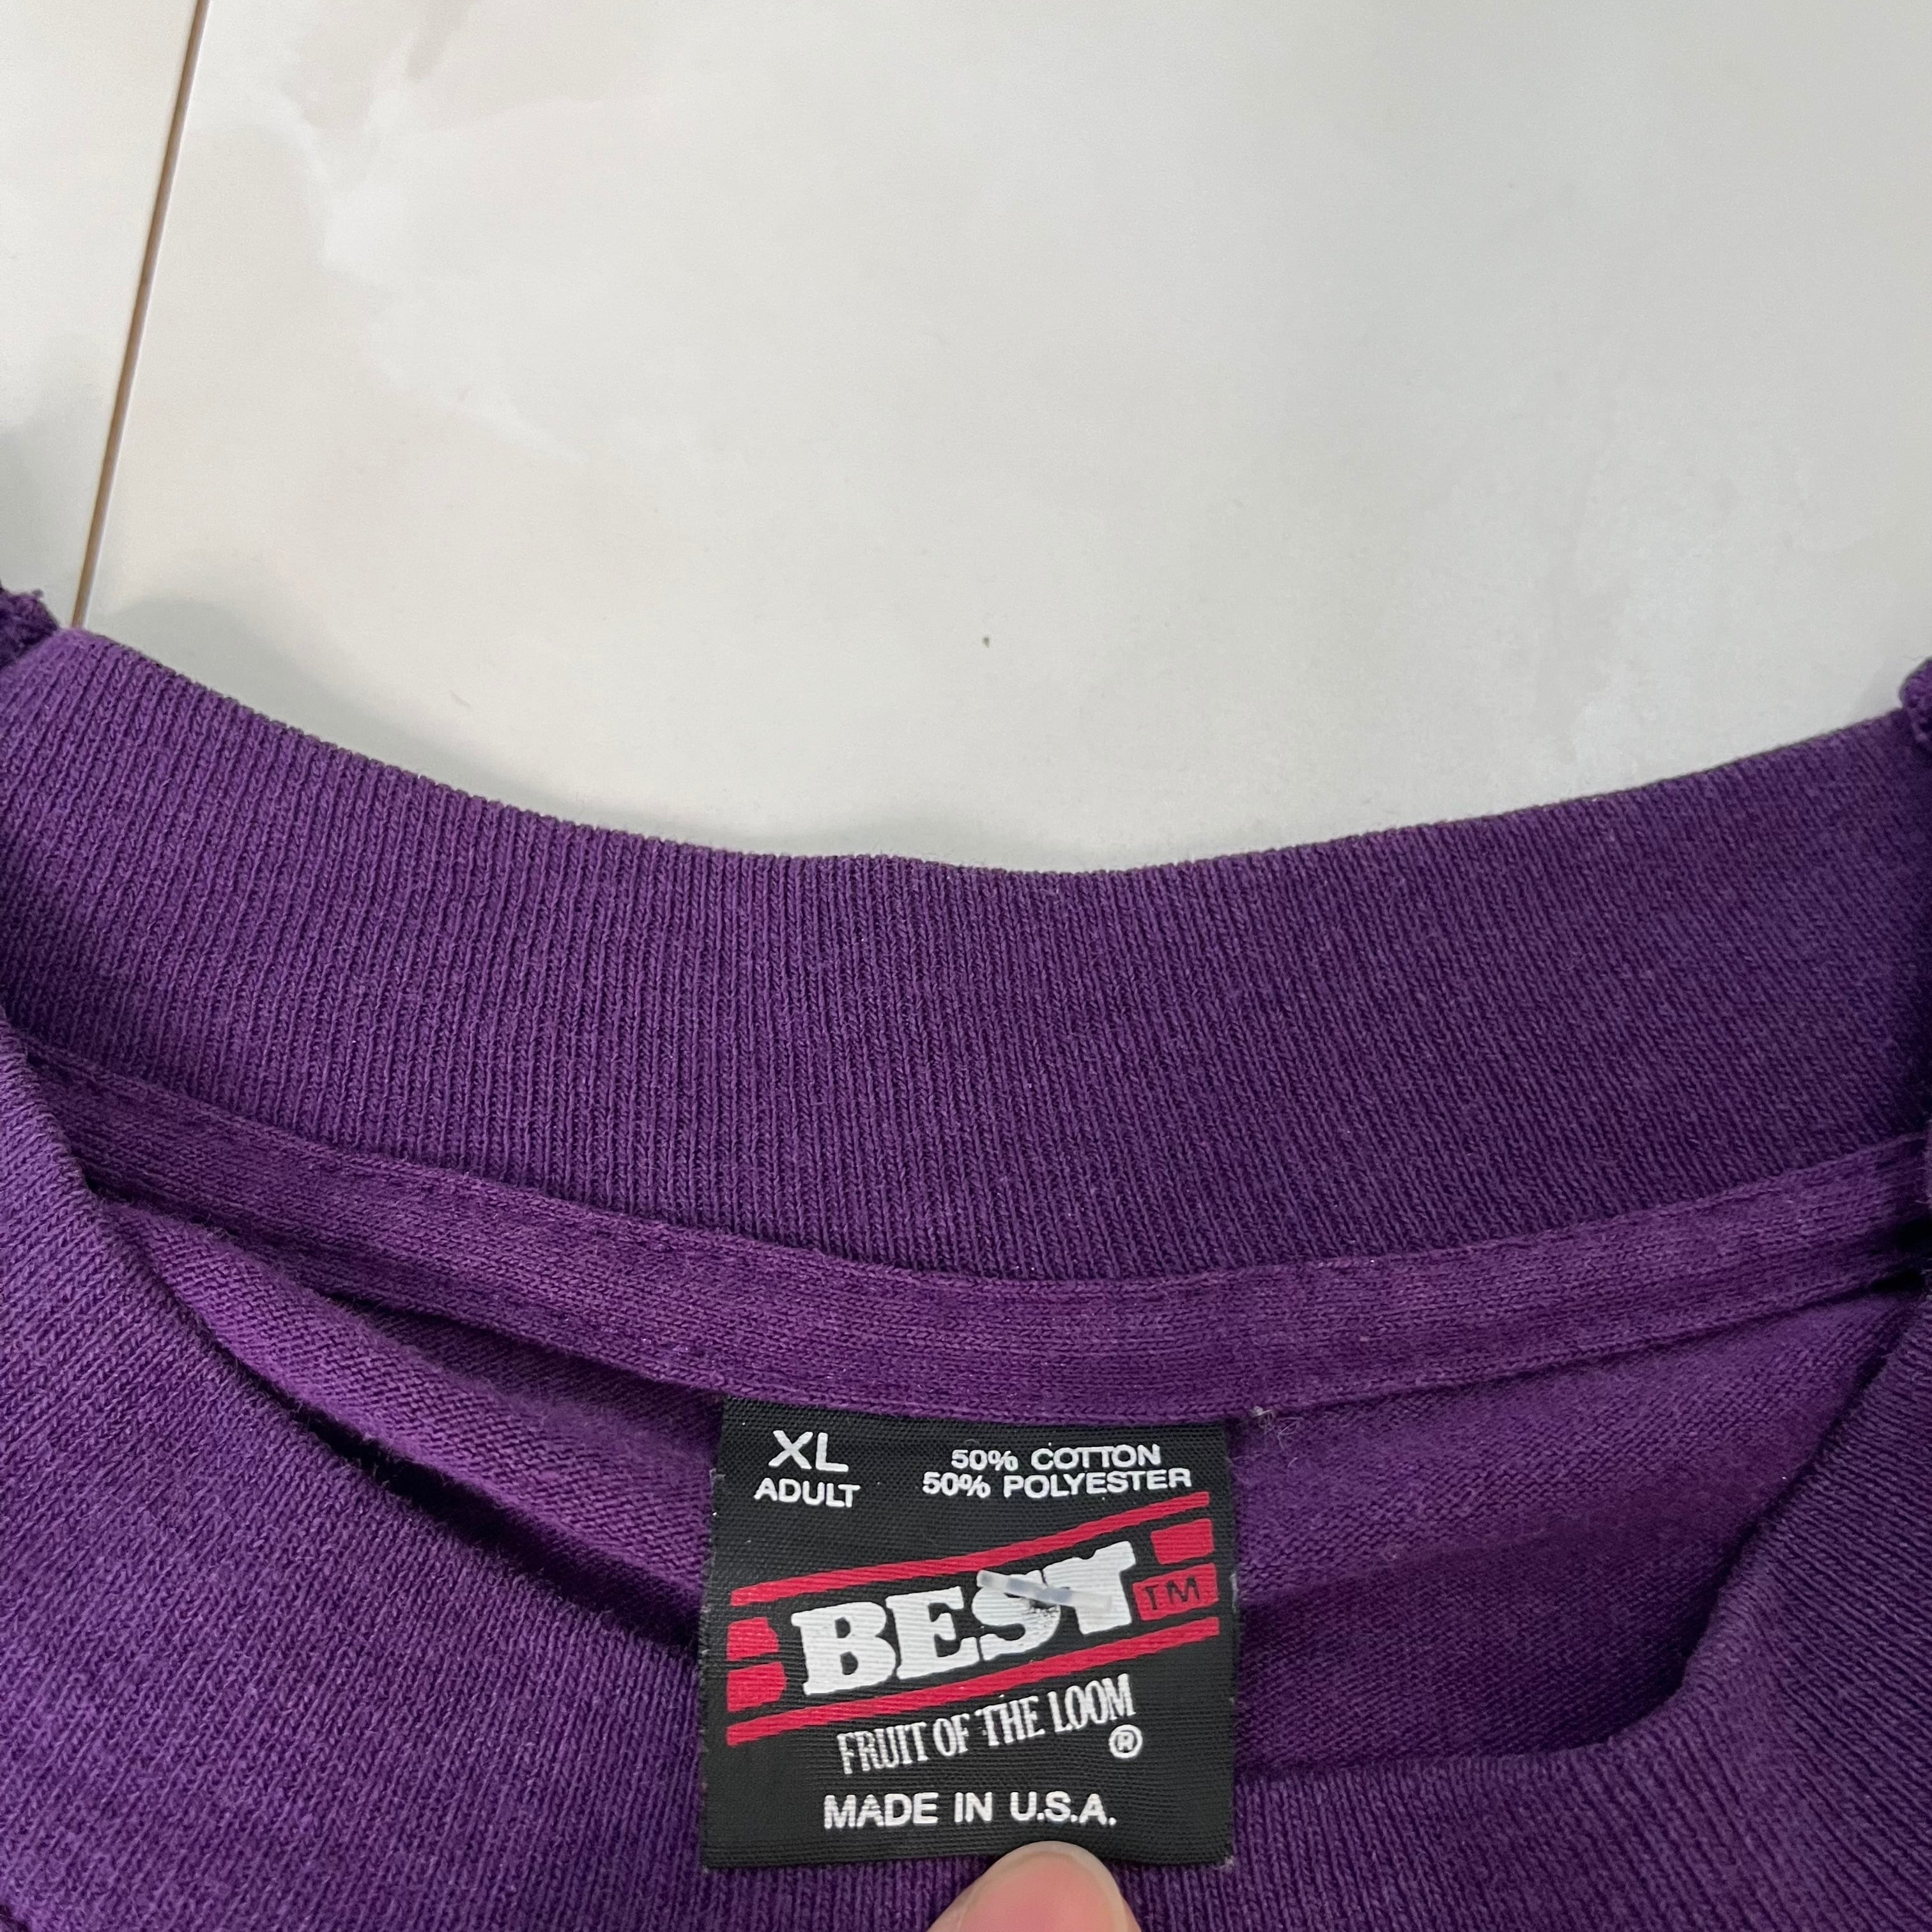 XL
ADULT
50% COTTON
50% POLYESTER
BEST TM
FRUIT OF THE LOOM
®
MADE IN U.S.A.